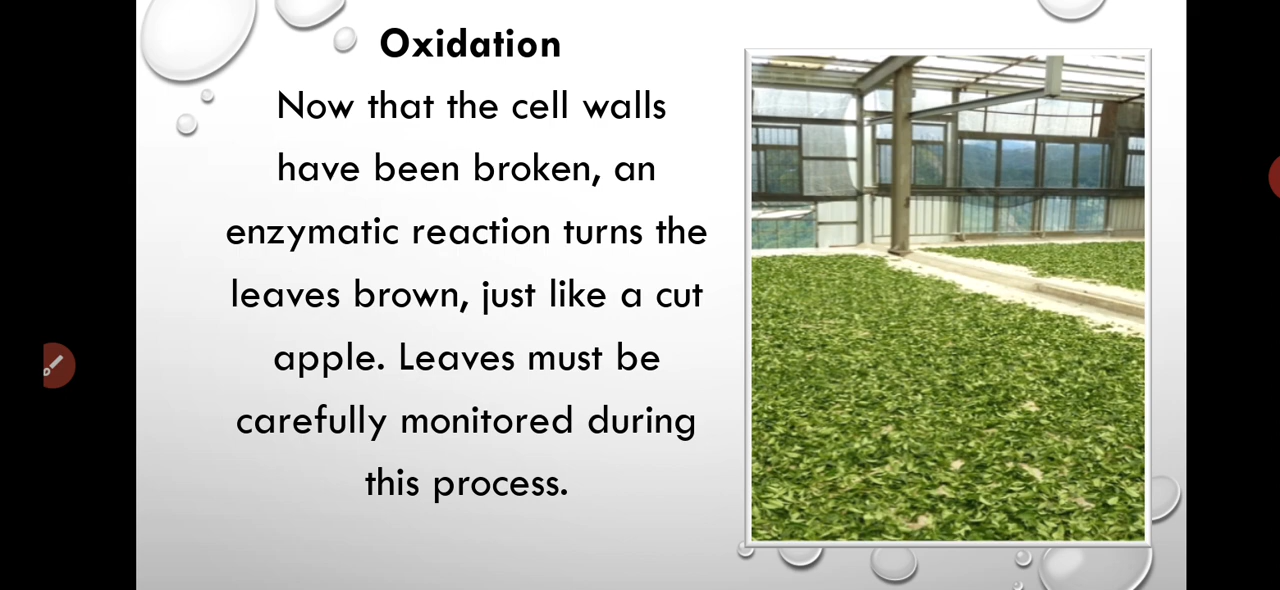 Oxidation
Now that the cell walls
have been broken, an
enzymatic reaction turns the
leaves brown, just like a cut
apple. Leaves must be
carefully monitored during
this process.